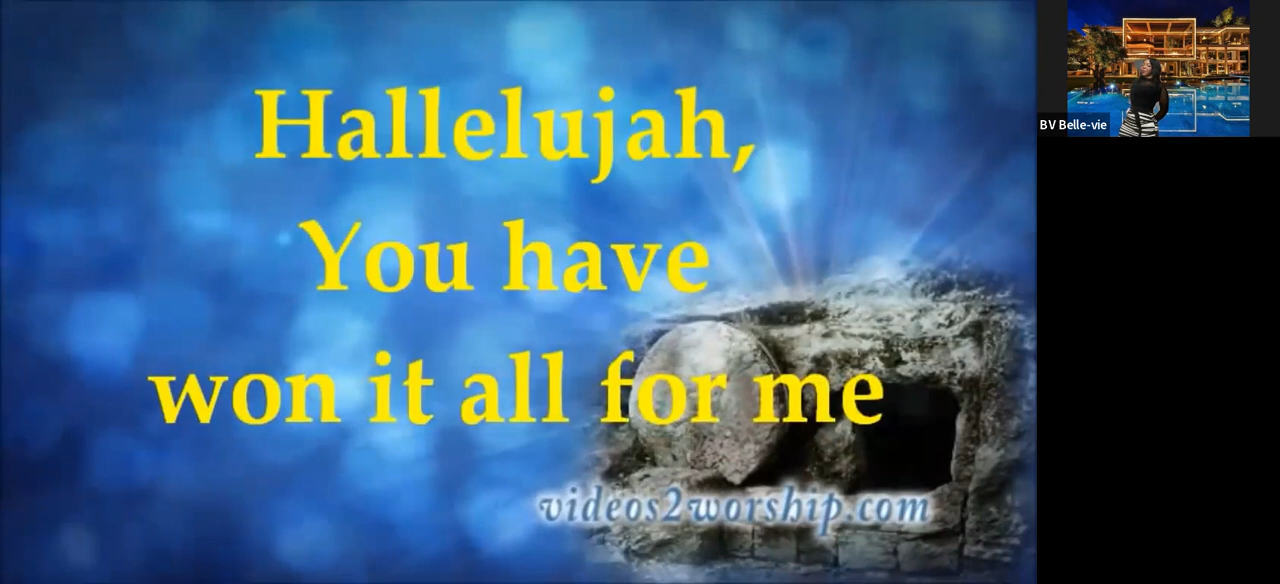 Hallelujah,
You have
won it all for me
videos2worship.com
BV Belle-vie